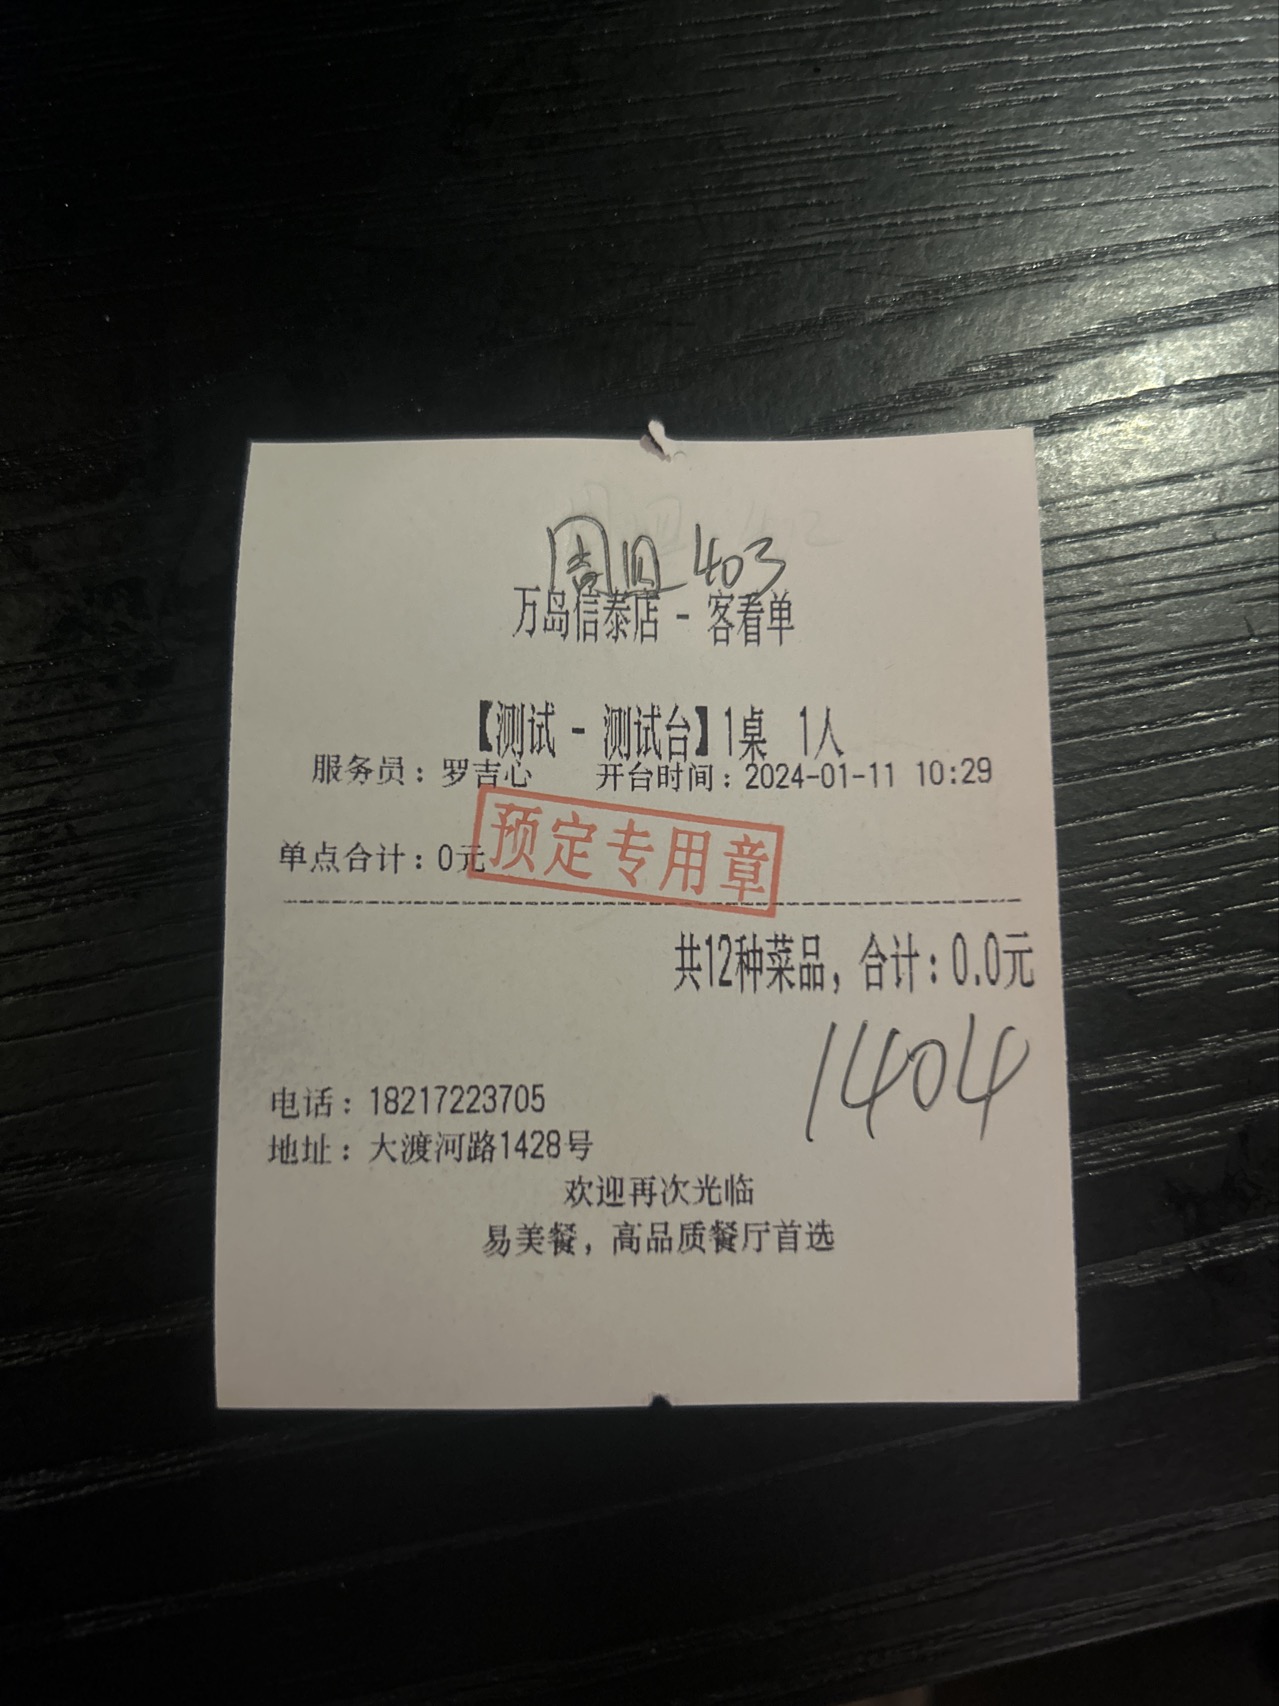 周四 403
万岛信泰店 - 客看单
【测试 - 测试台】1桌 1人
服务员：罗吉心 开台时间：2024-01-11 10:29
预定专用章
单点合计：0元
共12种菜品，合计：0.0元
1404
电话：18217223705
地址：大渡河路1428号
欢迎再次光临
易美餐，高品质餐厅首选